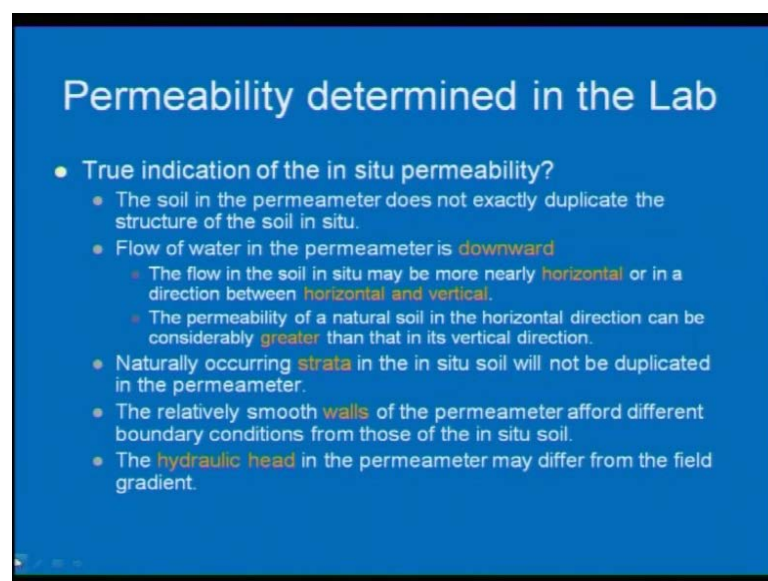 Permeability determined in the Lab
True indication of the in situ permeability?
The soil in the permeameter does not exactly duplicate the
structure of the soil in situ.
Flow of water in the permeameter is downward
The flow in the soil in situ may be more nearly horizontal or in a
direction between horizontal and vertical.
The permeability of a natural soil in the horizontal direction can be
considerably greater than that in its vertical direction.
Naturally occurring strata in the in situ soil will not be duplicated
in the permeameter.
The relatively smooth walls of the permeameter afford different
boundary conditions from those of the in situ soil.
The hydraulic head in the permeameter may differ from the field
gradient.